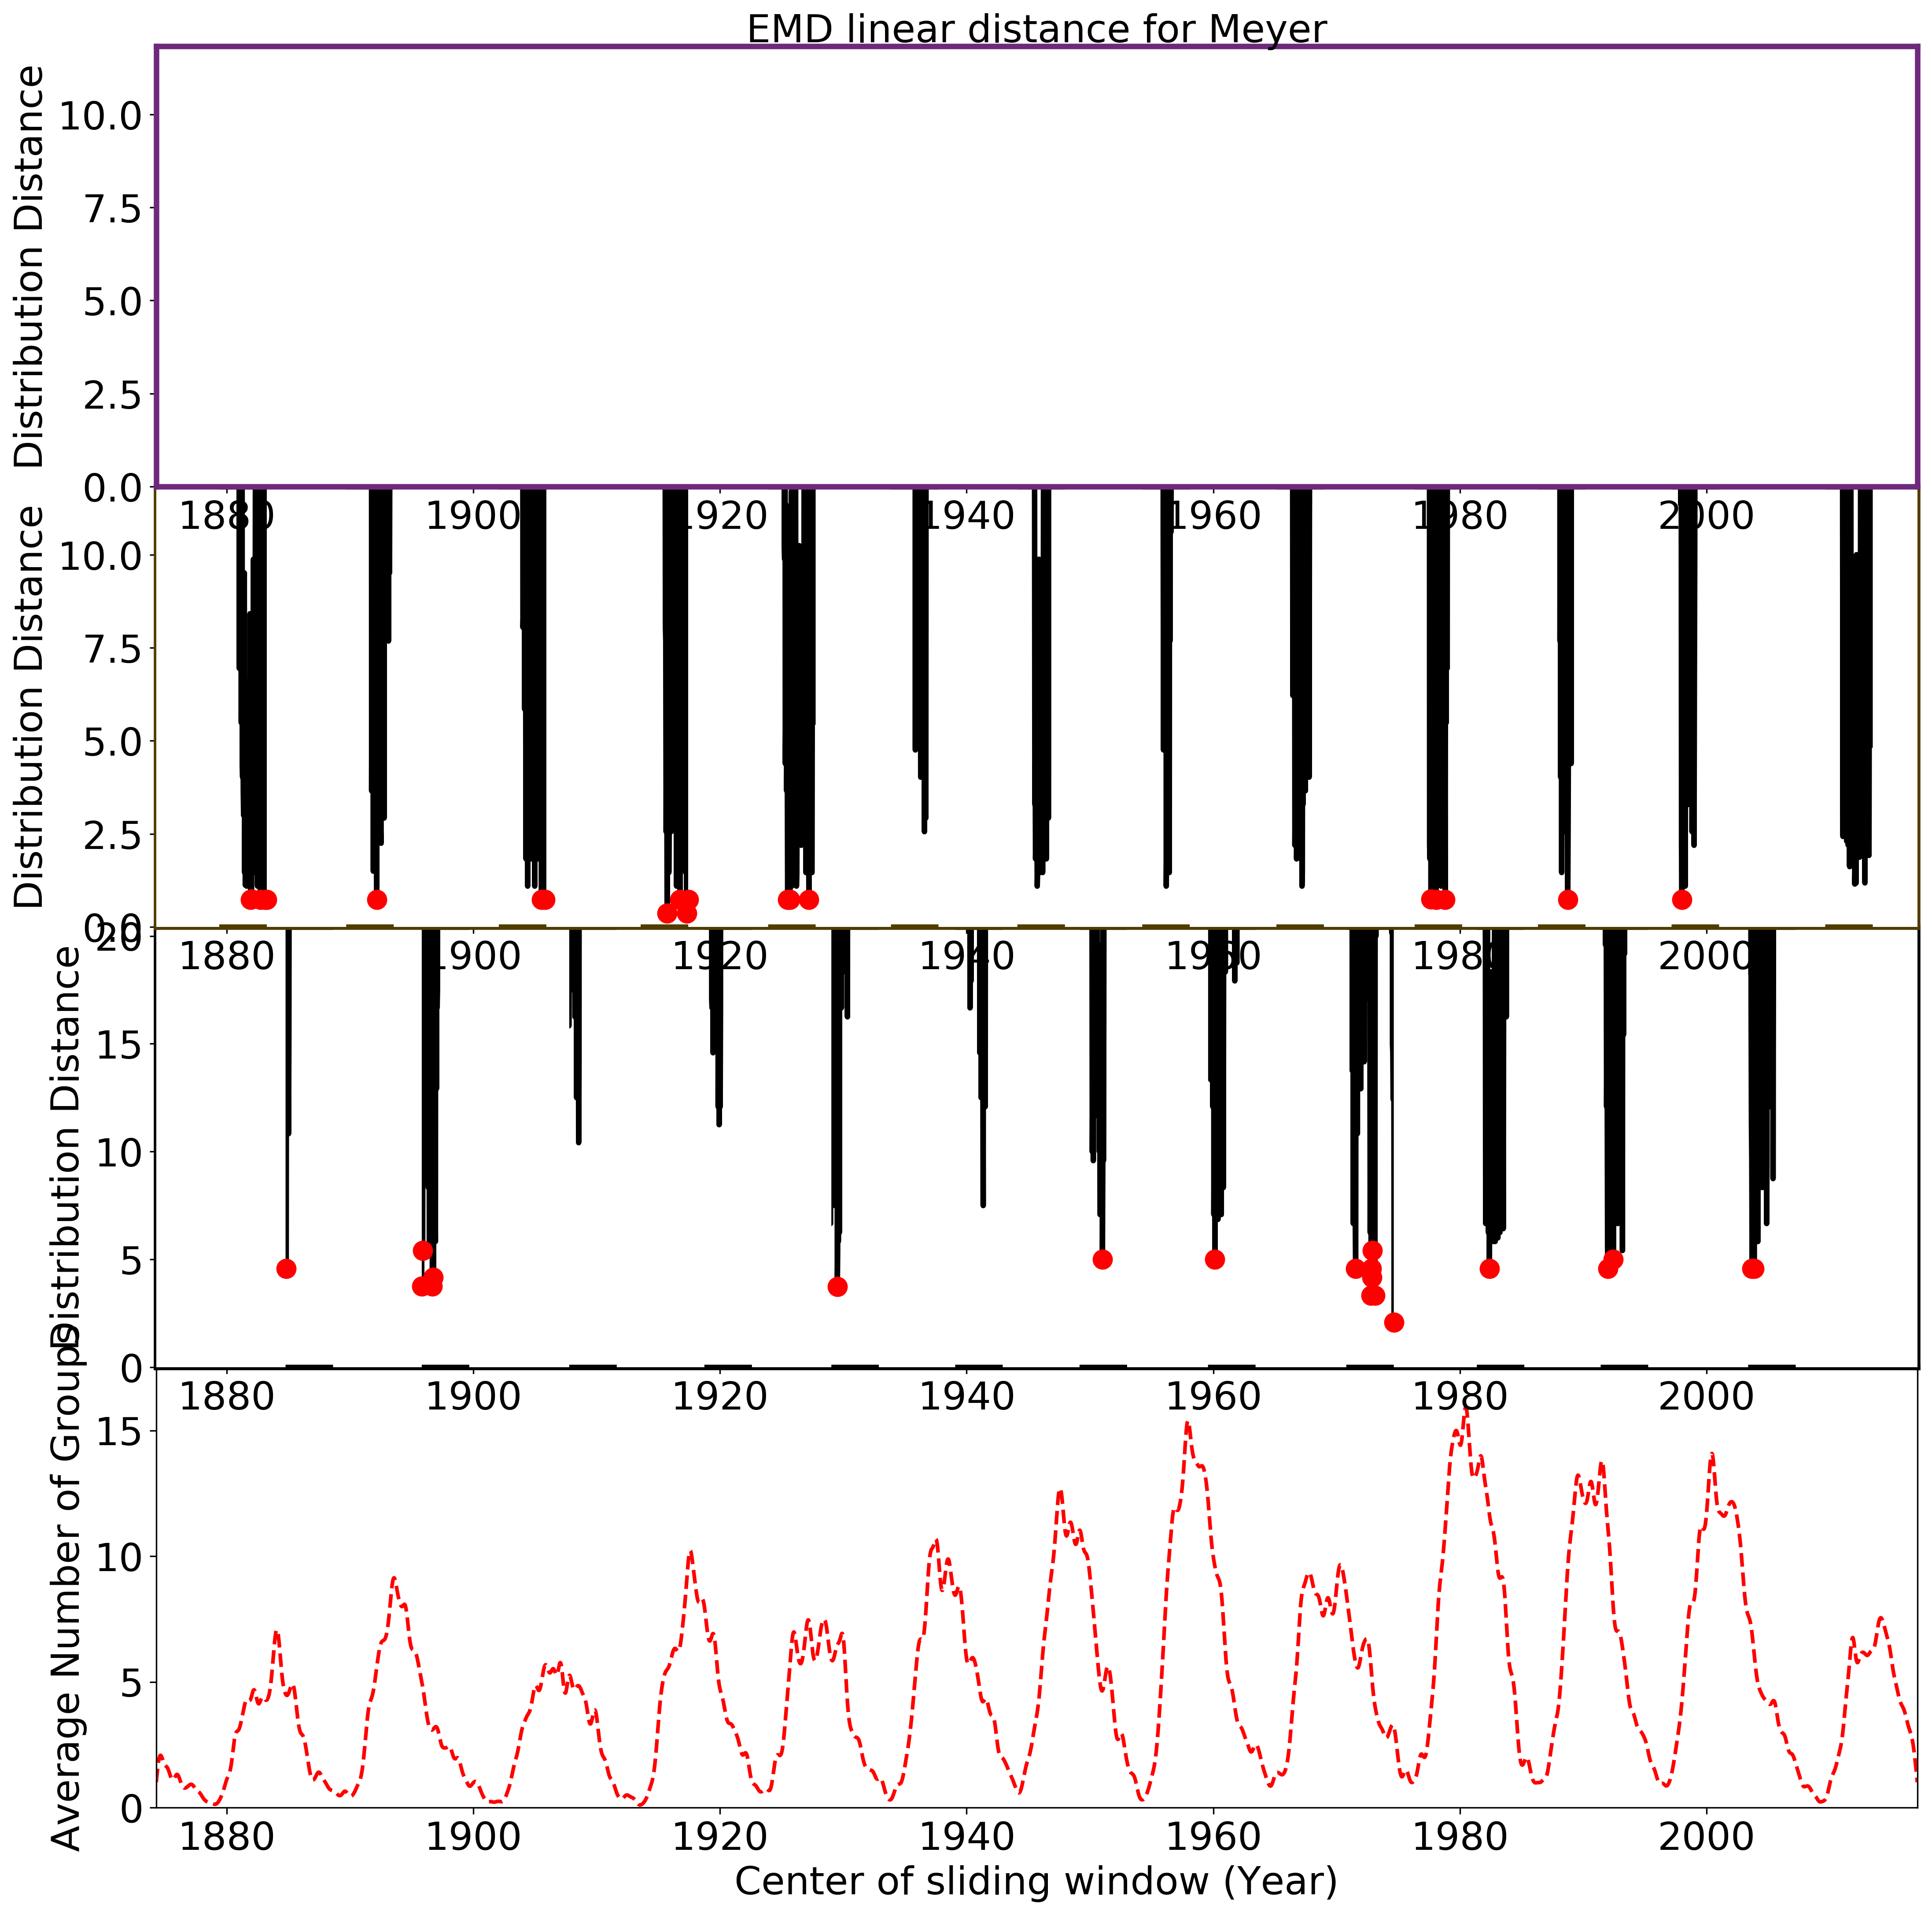 EMD linear distance for Meyer
Distribution Distance
10.0
7.5
5.0
2.5
0.0
1880 1900 1920 1940 1960 1980 2000
Distribution Distance
10.0
7.5
5.0
2.5
0.0
1880 1900 1920 1940 1960 1980 2000
Distribution Distance
20
15
10
5
0
1880 1900 1920 1940 1960 1980 2000
Average Number of Groups
15
10
5
0
1880 1900 1920 1940 1960 1980 2000
Center of sliding window (Year)